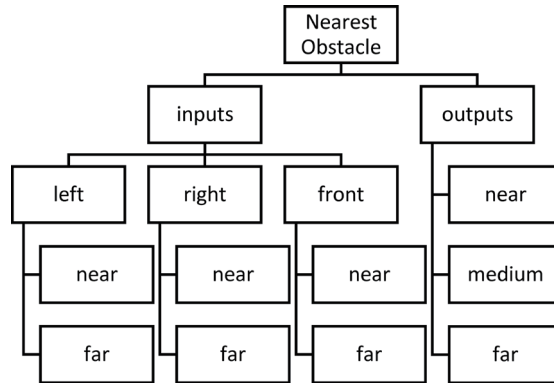 Nearest
Obstacle
inputs
outputs
left
right
front
near
near
near
near
medium
far
far
far
far